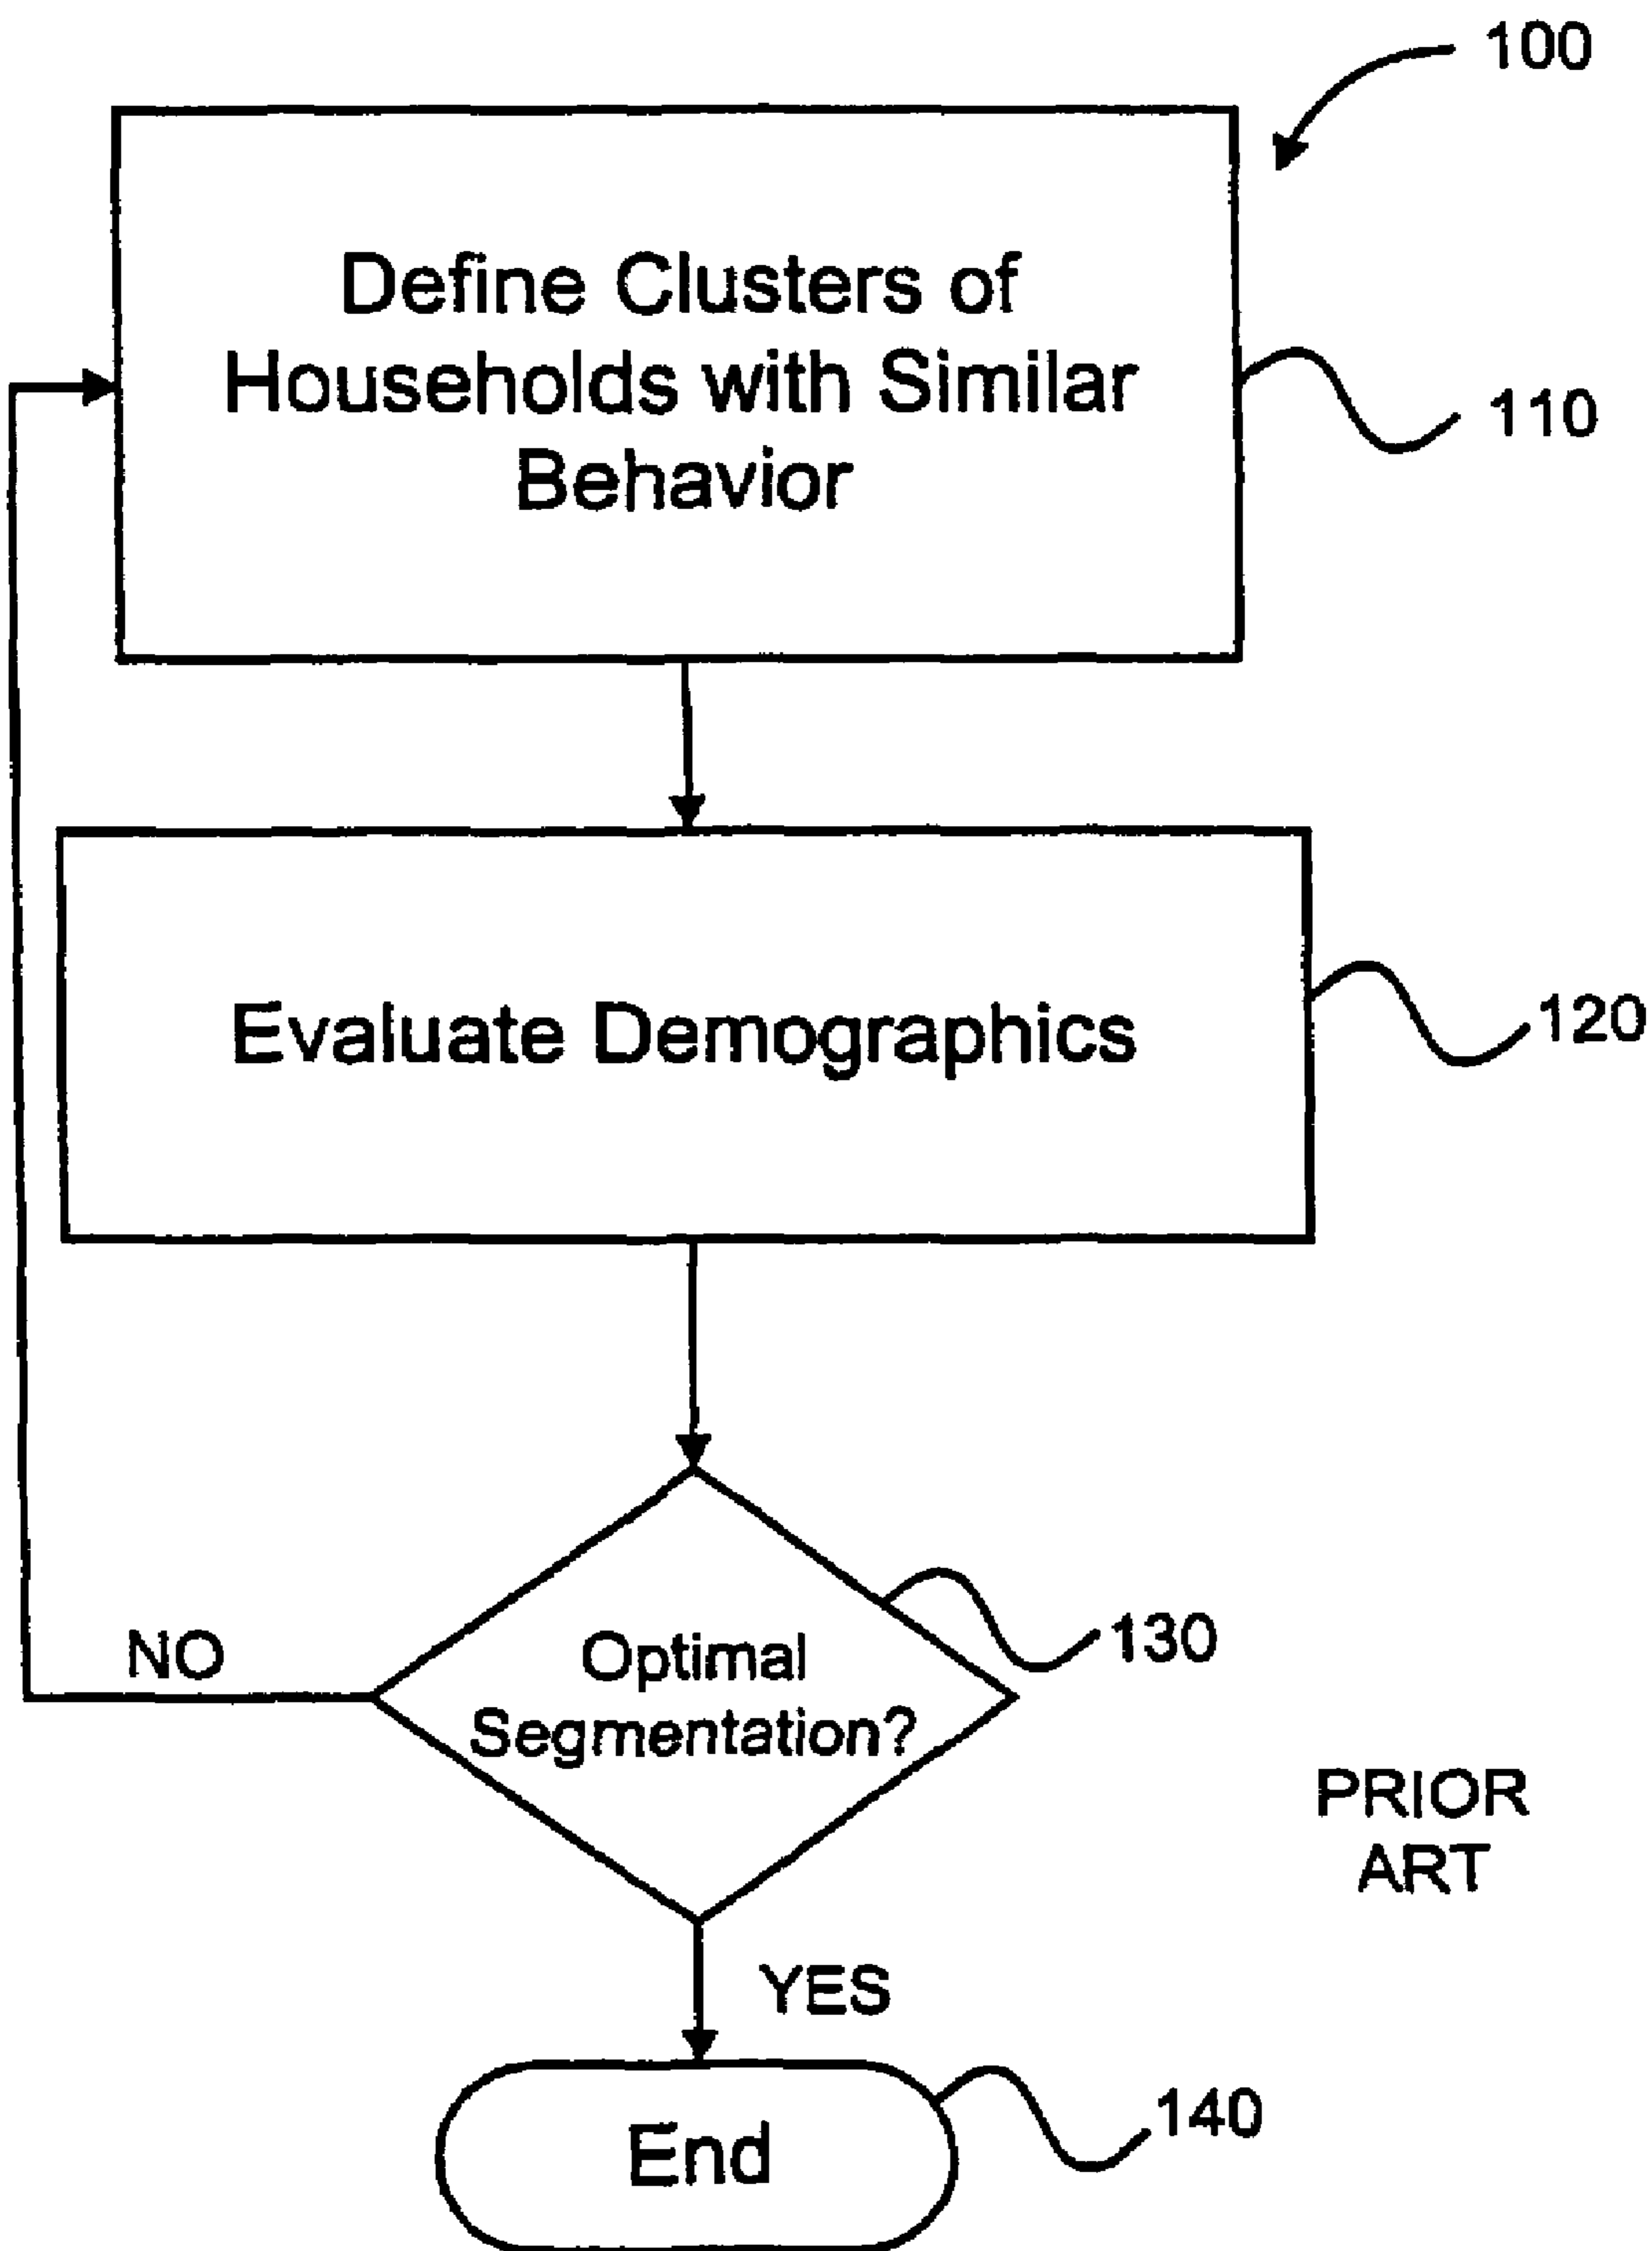 100
Define Clusters of
Households with Similar
Behavior
110
Evaluate Demographics
120
Optimal
Segmentation?
130
NO
PRIOR
ART
YES
End
140